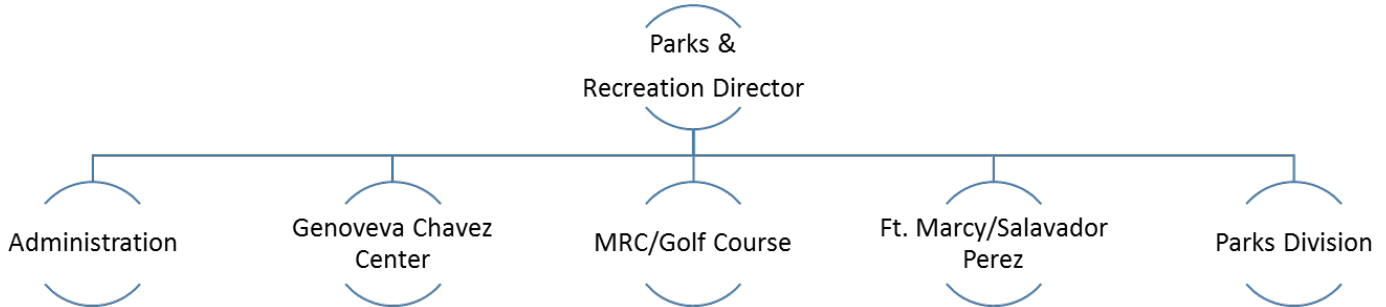 Parks &
Recreation Director
Administration
Genoveva Chavez
Center
MRC/Golf Course
Ft. Marcy/Salavador
Perez
Parks Division